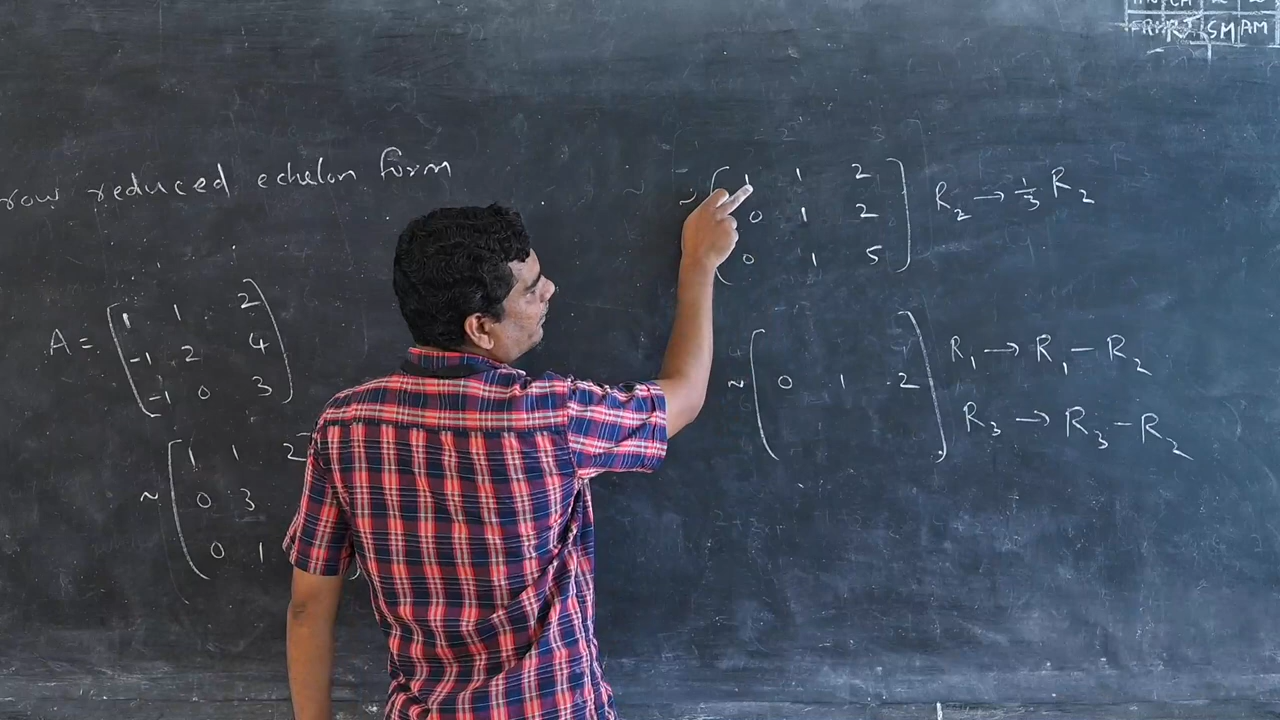 row reduced echelon form
A = [ 1 1 2
-1 2 4
-1 0 3 ]
~ [ 1 1 2
0 3
0 1
~ [ 1 1 2
0 1 2
0 1 5 ] R₂ → 1/3 R₂
~ [ 0 1 2 ] R₁ → R₁ - R₂
R₃ → R₃ - R₂
SM AM